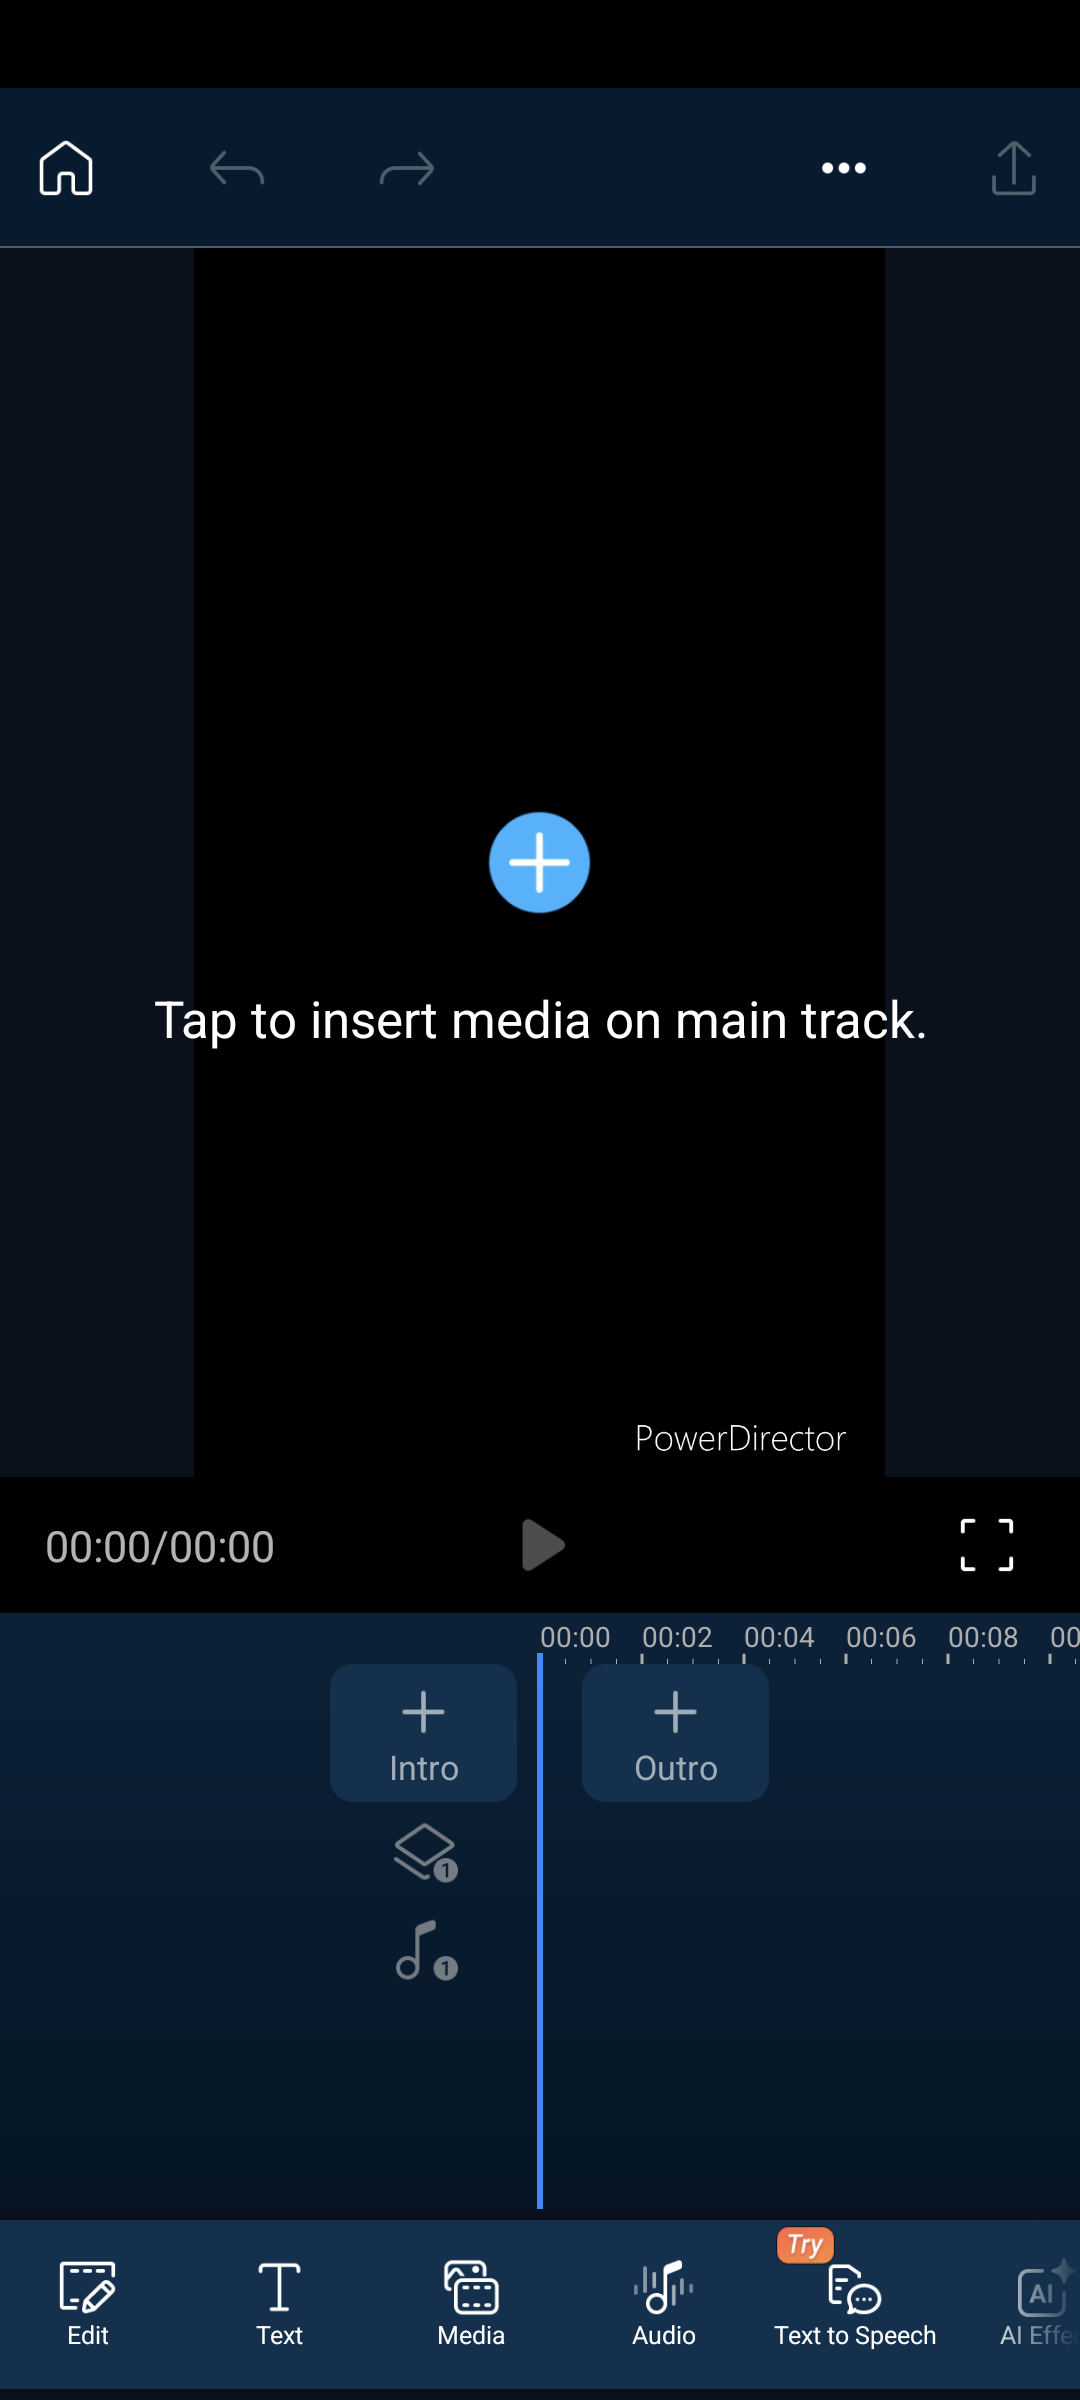 Tap to insert media on main track.
PowerDirector
00:00/00:00
00:00 00:02 00:04 00:06 00:08 00
Intro
Outro
1
1
Try
Edit
Text
Media
Audio
Text to Speech
AI
AI Effe